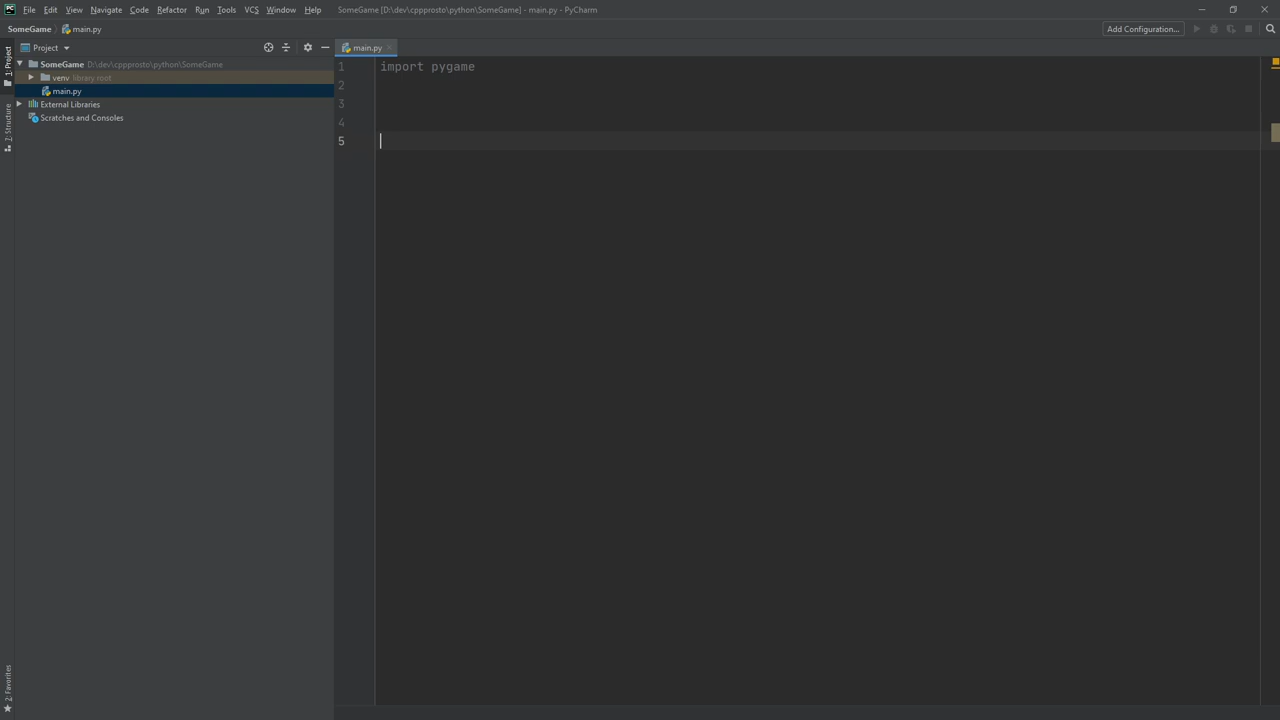 PC File Edit View Navigate Code Refactor Run Tools VCS Window Help SomeGame [D:\dev\cppprosto\python\SomeGame] - main.py - PyCharm
SomeGame main.py Add Configuration...
1: Project
Project
main.py
SomeGame D:\dev\cppprosto\python\SomeGame
venv library root
main.py
External Libraries
Scratches and Consoles
7: Structure
2: Favorites
1 import pygame
2
3
4
5